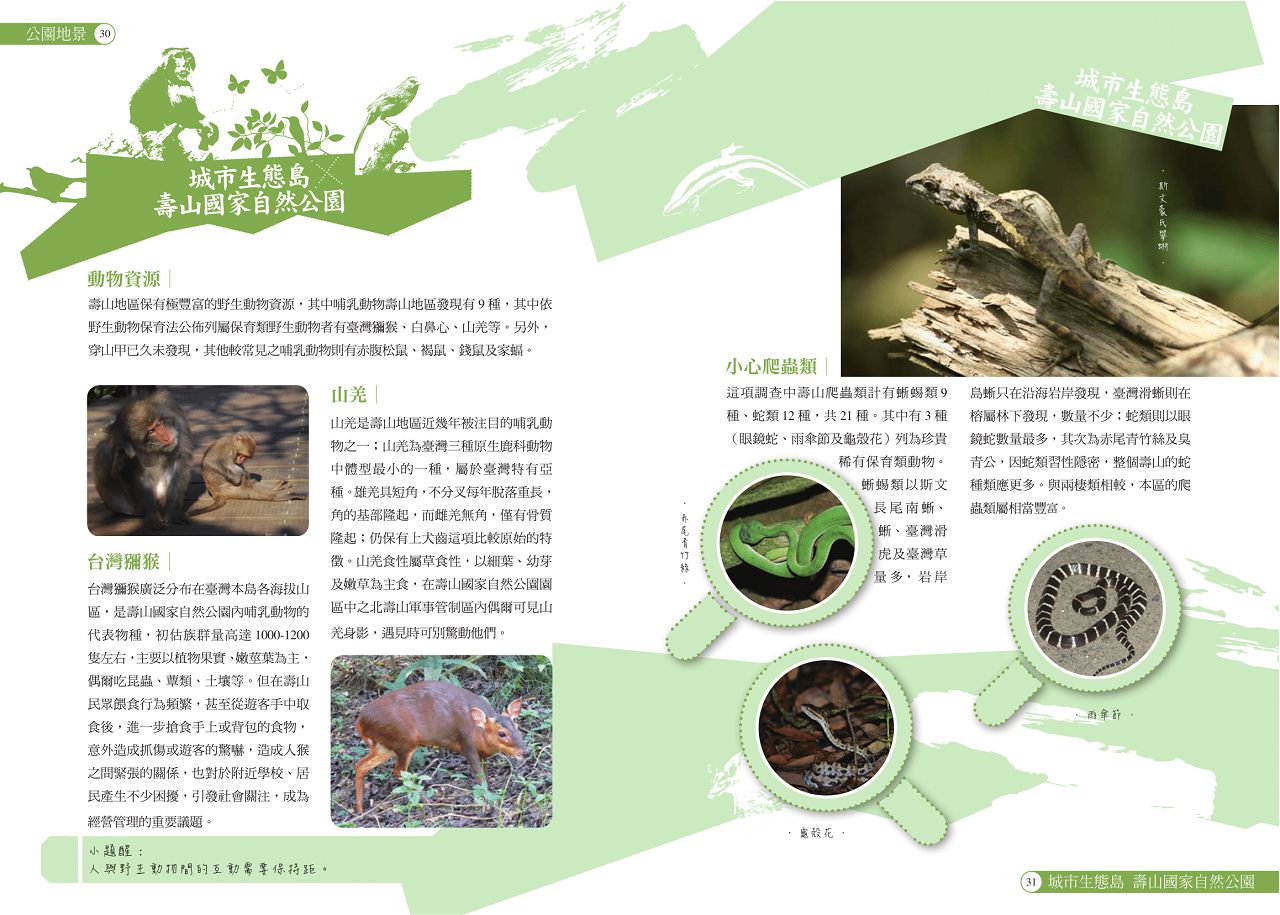 公園地景 30
城市生態島
壽山國家自然公園
動物資源
壽山地區保有極豐富的野生動物資源，其中哺乳動物壽山地區發現有 9 種，其中依
野生動物保育法公佈列屬保育類野生動物者有臺灣獼猴、白鼻心、山羌等。另外，
穿山甲已久未發現，其他較常見之哺乳動物則有赤腹松鼠、褐鼠、錢鼠及家蝠。
台灣獼猴
台灣獼猴廣泛分布在臺灣本島各海拔山
區，是壽山國家自然公園內哺乳動物的
代表物種，初估族群量高達 1000-1200
隻左右，主要以植物果實、嫩莖葉為主，
偶爾吃昆蟲、蕈類、土壤等。但在壽山
民眾餵食行為頻繁，甚至從遊客手中取
食後，進一步搶食手上或背包的食物，
意外造成抓傷或遊客的驚嚇，造成人猴
之間緊張的關係，也對於附近學校、居
民產生不少困擾，引發社會關注，成為
經營管理的重要議題。
山羌
山羌是壽山地區近幾年被注目的哺乳動
物之一；山羌為臺灣三種原生鹿科動物
中體型最小的一種，屬於臺灣特有亞
種。雄羌具短角，不分叉每年脫落重長，
角的基部隆起，而雌羌無角，僅有骨質
隆起；仍保有上犬齒這項比較原始的特
徵。山羌食性屬草食性，以細葉、幼芽
及嫩草為主食，在壽山國家自然公園園
區中之北壽山軍事管制區內偶爾可見山
羌身影，遇見時可別驚動他們。
小題醒：
人與野生動物間的互動需要保持距。
城市生態島
壽山國家自然公園
·斯文豪氏攀蜥·
小心爬蟲類
這項調查中壽山爬蟲類計有蜥蜴類 9
種、蛇類 12 種，共 21 種。其中有 3 種
（眼鏡蛇、雨傘節及龜殼花）列為珍貴
稀有保育類動物。
蜥蜴類以斯文
長尾南蜥、
蜥、臺灣滑
虎及臺灣草
量多，岩岸
島蜥只在沿海岩岸發現，臺灣滑蜥則在
榕屬林下發現，數量不少；蛇類則以眼
鏡蛇數量最多，其次為赤尾青竹絲及臭
青公，因蛇類習性隱密，整個壽山的蛇
種類應更多。與兩棲類相較，本區的爬
蟲類屬相當豐富。
·赤尾青竹絲·
·雨傘節·
·龜殼花·
31 城市生態島 壽山國家自然公園